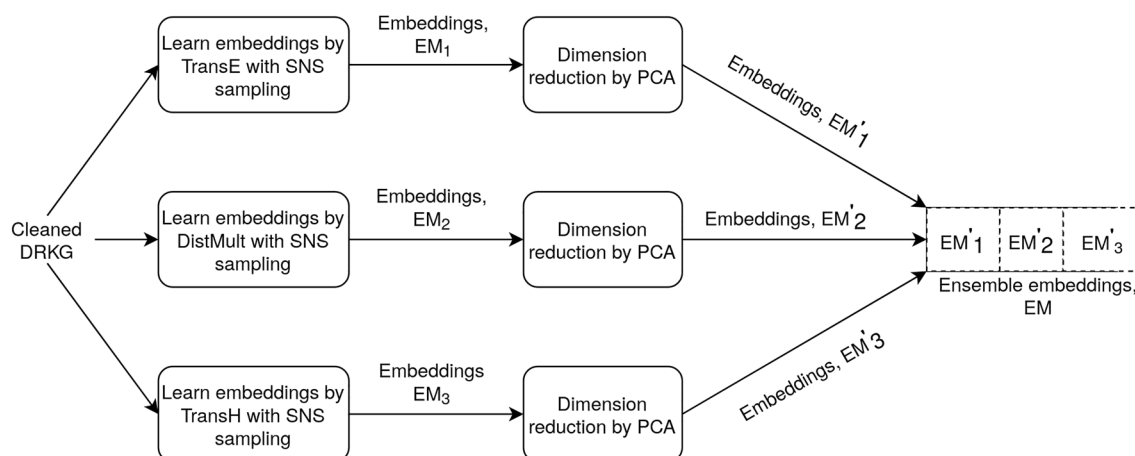 Cleaned
DRKG
Learn embeddings by
TransE with SNS
sampling
Embeddings,
EM₁
Dimension
reduction by PCA
Embeddings, EM'₁
Learn embeddings by
DistMult with SNS
sampling
Embeddings,
EM₂
Dimension
reduction by PCA
Embeddings, EM'₂
Learn embeddings by
TransH with SNS
sampling
Embeddings
EM₃
Dimension
reduction by PCA
Embeddings, EM'₃
EM'₁ EM'₂ EM'₃
Ensemble embeddings,
EM